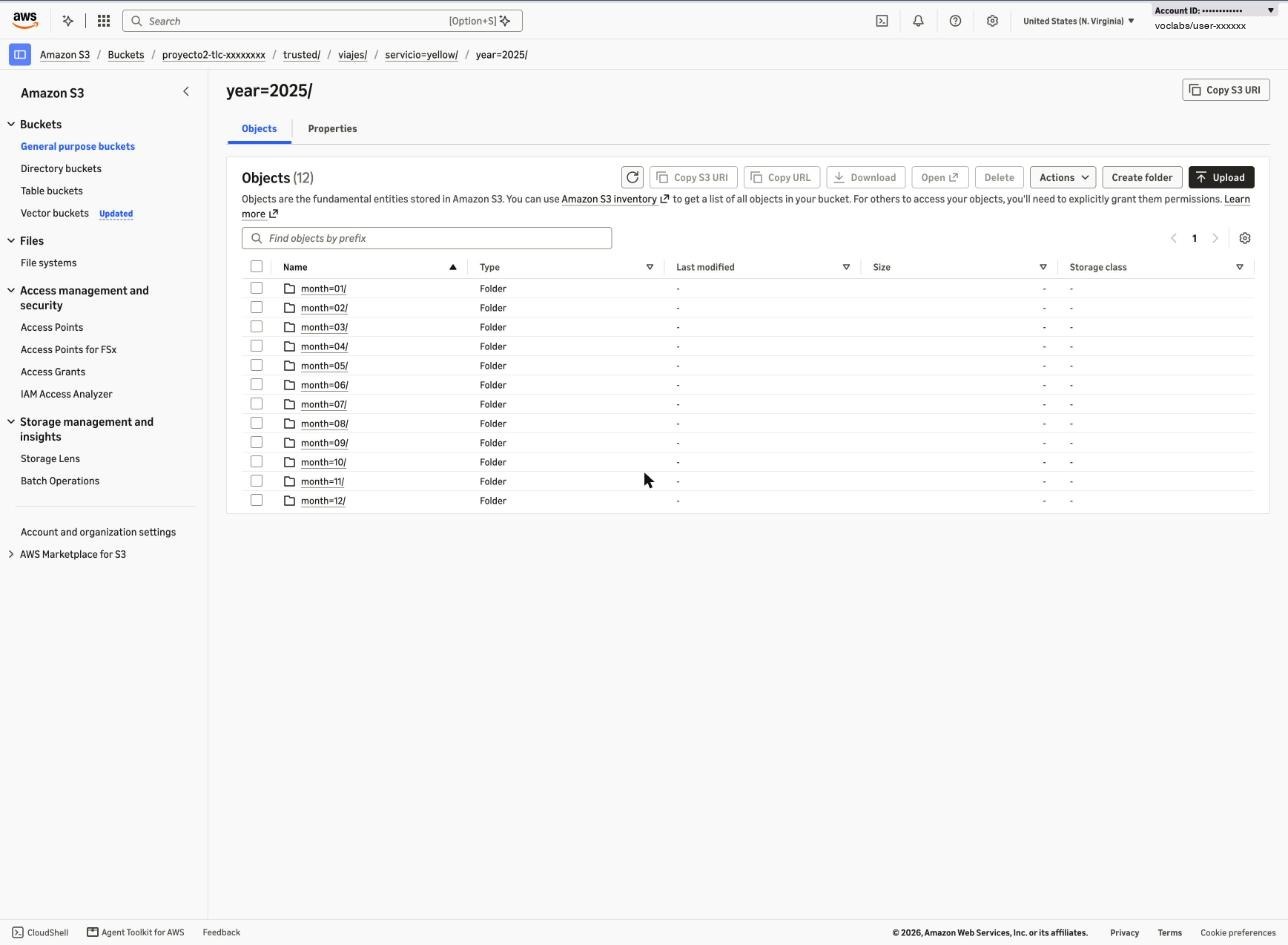 aws
Search [Option+S]
United States (N. Virginia)
Account ID: ••••••••••••
voclabs/user-xxxxxx
Amazon S3 / Buckets / proyecto2-tlc-xxxxxxxx / trusted/ / viajes/ / servicio=yellow/ / year=2025/
Amazon S3
Buckets
General purpose buckets
Directory buckets
Table buckets
Vector buckets Updated
Files
File systems
Access management and
security
Access Points
Access Points for FSx
Access Grants
IAM Access Analyzer
Storage management and
insights
Storage Lens
Batch Operations
Account and organization settings
AWS Marketplace for S3
year=2025/
Copy S3 URI
Objects Properties
Objects (12)
Copy S3 URI Copy URL Download Open Delete Actions Create folder Upload
Objects are the fundamental entities stored in Amazon S3. You can use Amazon S3 inventory to get a list of all objects in your bucket. For others to access your objects, you'll need to explicitly grant them permissions. Learn
more
Find objects by prefix
1
Name Type Last modified Size Storage class
month=01/ Folder - - -
month=02/ Folder - - -
month=03/ Folder - - -
month=04/ Folder - - -
month=05/ Folder - - -
month=06/ Folder - - -
month=07/ Folder - - -
month=08/ Folder - - -
month=09/ Folder - - -
month=10/ Folder - - -
month=11/ Folder - - -
month=12/ Folder - - -
CloudShell Agent Toolkit for AWS Feedback
© 2026, Amazon Web Services, Inc. or its affiliates. Privacy Terms Cookie preferences